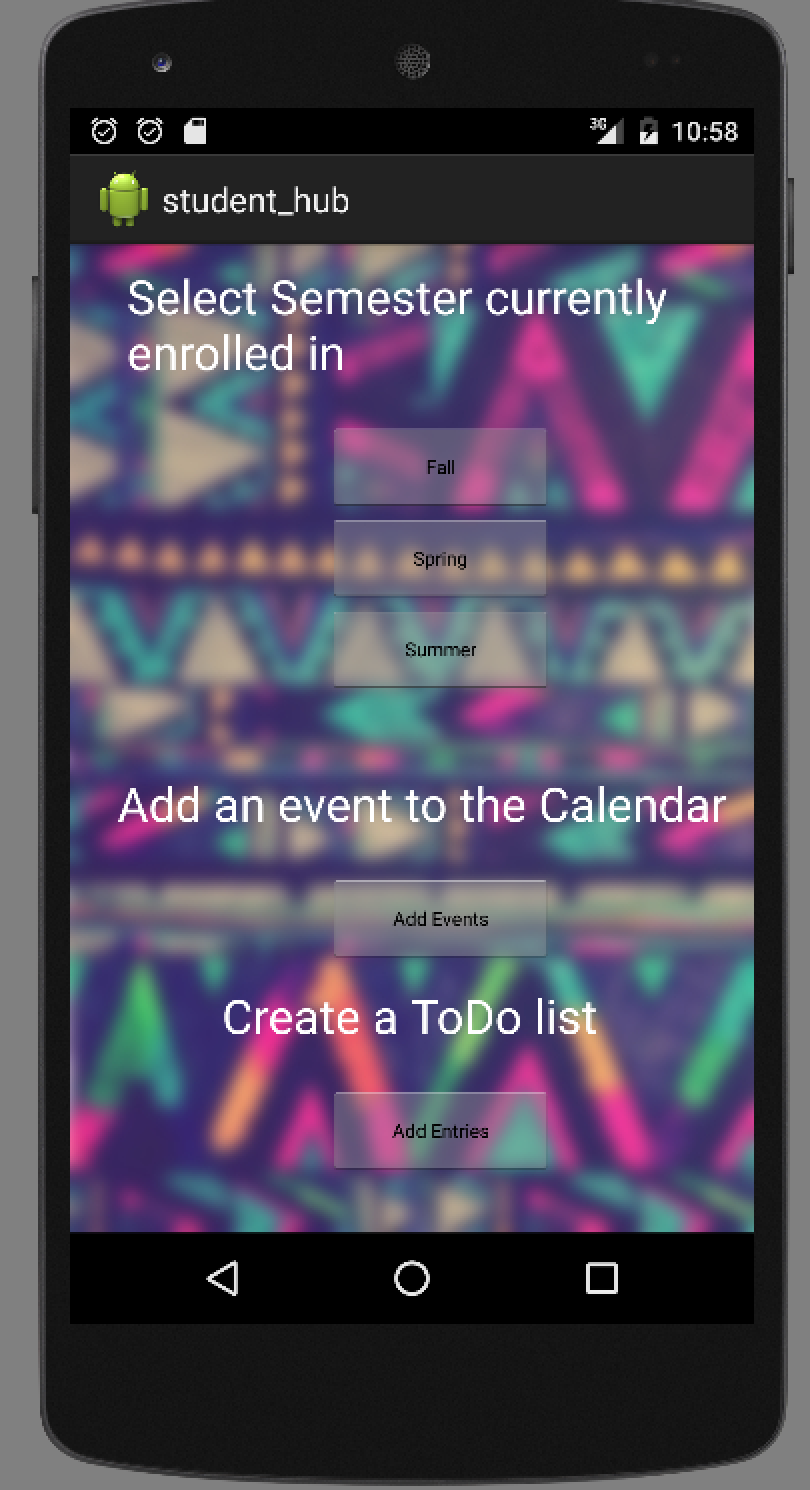 3G 10:58
student_hub
Select Semester currently
enrolled in
Fall
Spring
Summer
Add an event to the Calendar
Add Events
Create a ToDo list
Add Entries